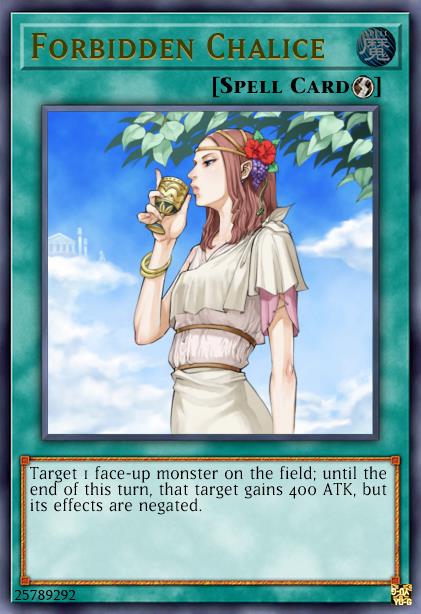 Forbidden Chalice
魔
[Spell Card]
Target 1 face-up monster on the field; until the
end of this turn, that target gains 400 ATK, but
its effects are negated.
25789292